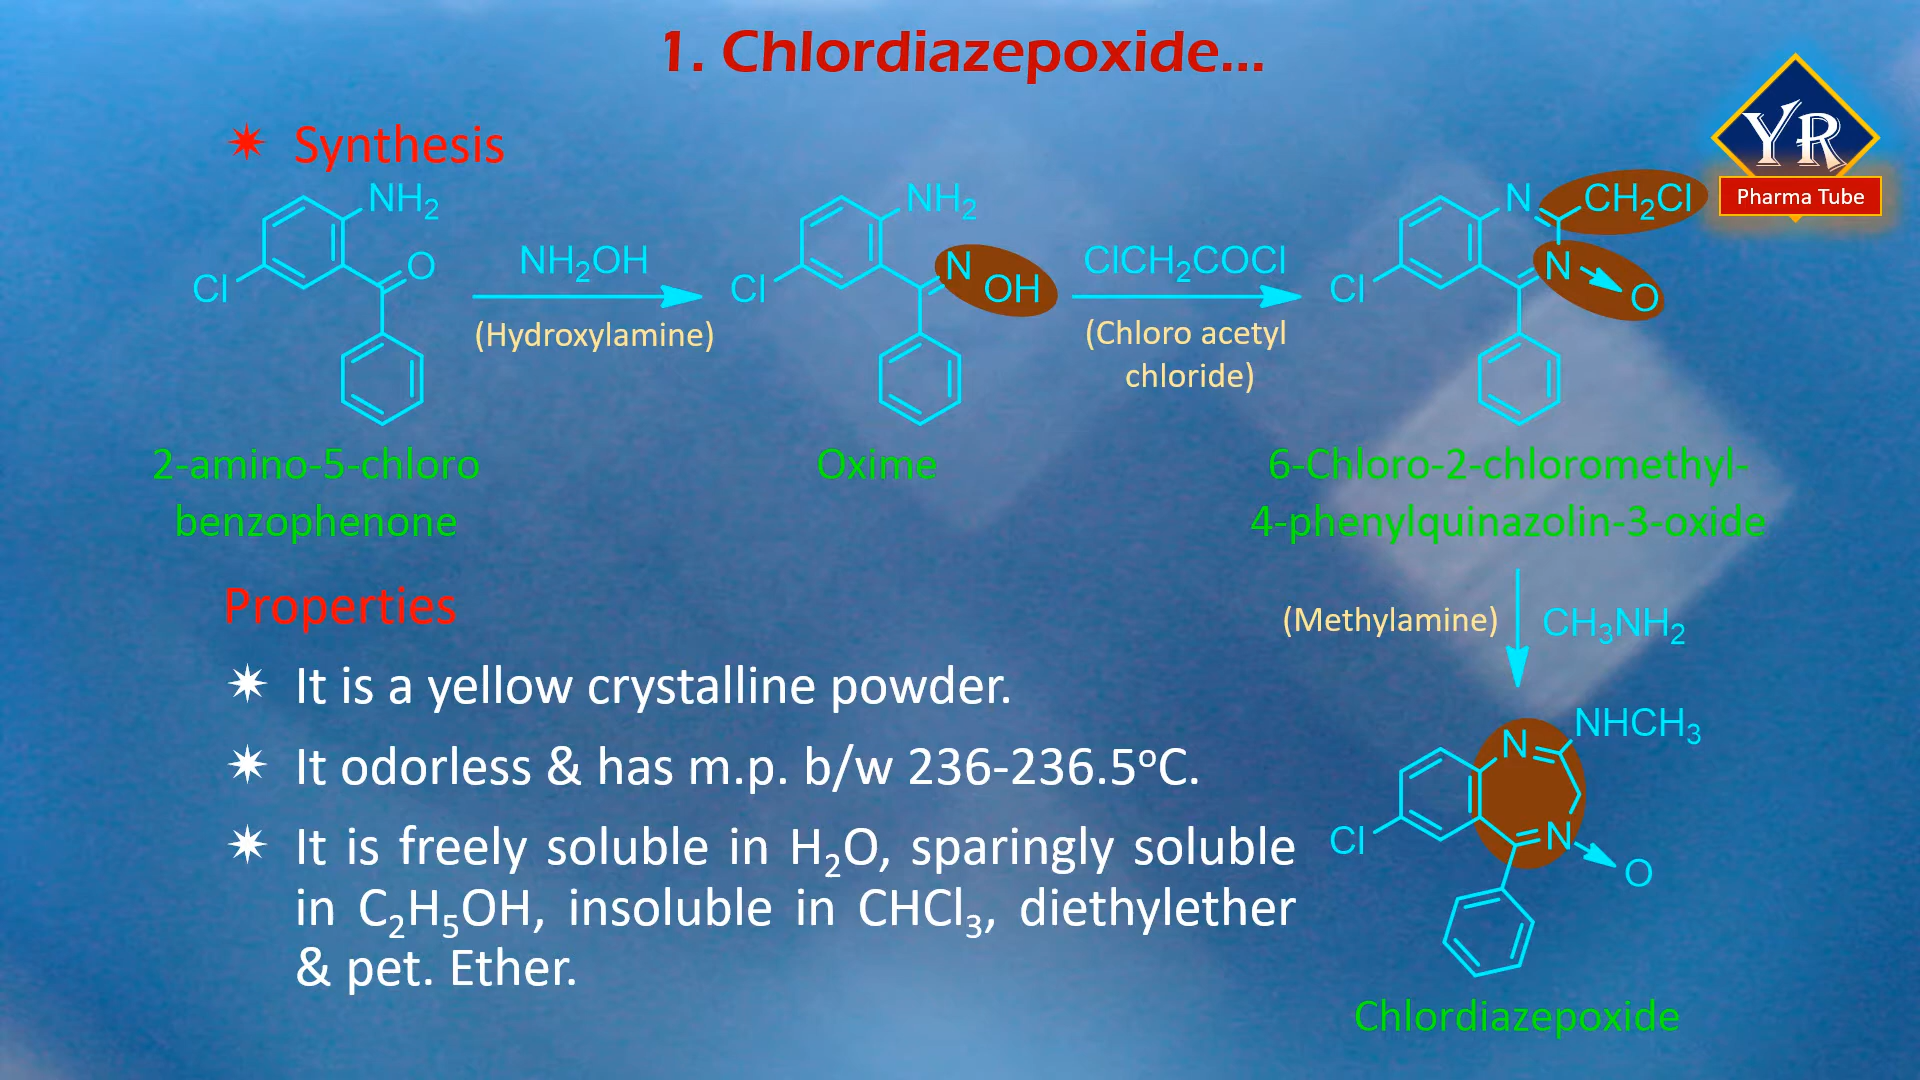 1. Chlordiazepoxide...
YR
Pharma Tube
✷ Synthesis
NH₂
O
Cl
NH₂OH
(Hydroxylamine)
NH₂
N
OH
Cl
ClCH₂COCl
(Chloro acetyl
chloride)
N
CH₂Cl
N
O
Cl
2-amino-5-chloro
benzophenone
Oxime
6-Chloro-2-chloromethyl-
4-phenylquinazolin-3-oxide
(Methylamine)
CH₃NH₂
Properties
✷ It is a yellow crystalline powder.
✷ It odorless & has m.p. b/w 236-236.5ºC.
✷ It is freely soluble in H₂O, sparingly soluble
in C₂H₅OH, insoluble in CHCl₃, diethylether
& pet. Ether.
NHCH₃
N
Cl
N
O
Chlordiazepoxide